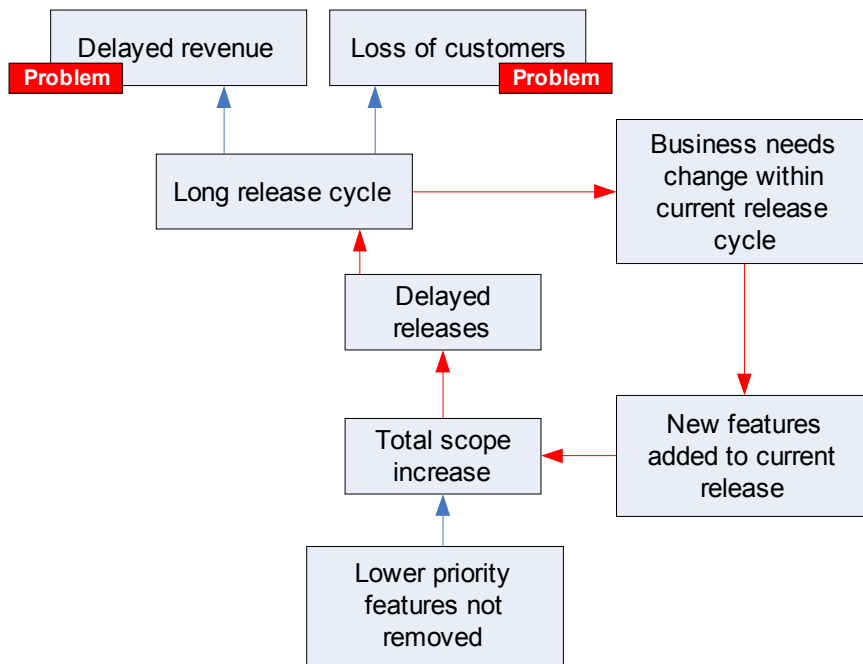 Delayed revenue
Problem
Loss of customers
Problem
Long release cycle
Business needs
change within
current release
cycle
Delayed
releases
Total scope
increase
New features
added to current
release
Lower priority
features not
removed